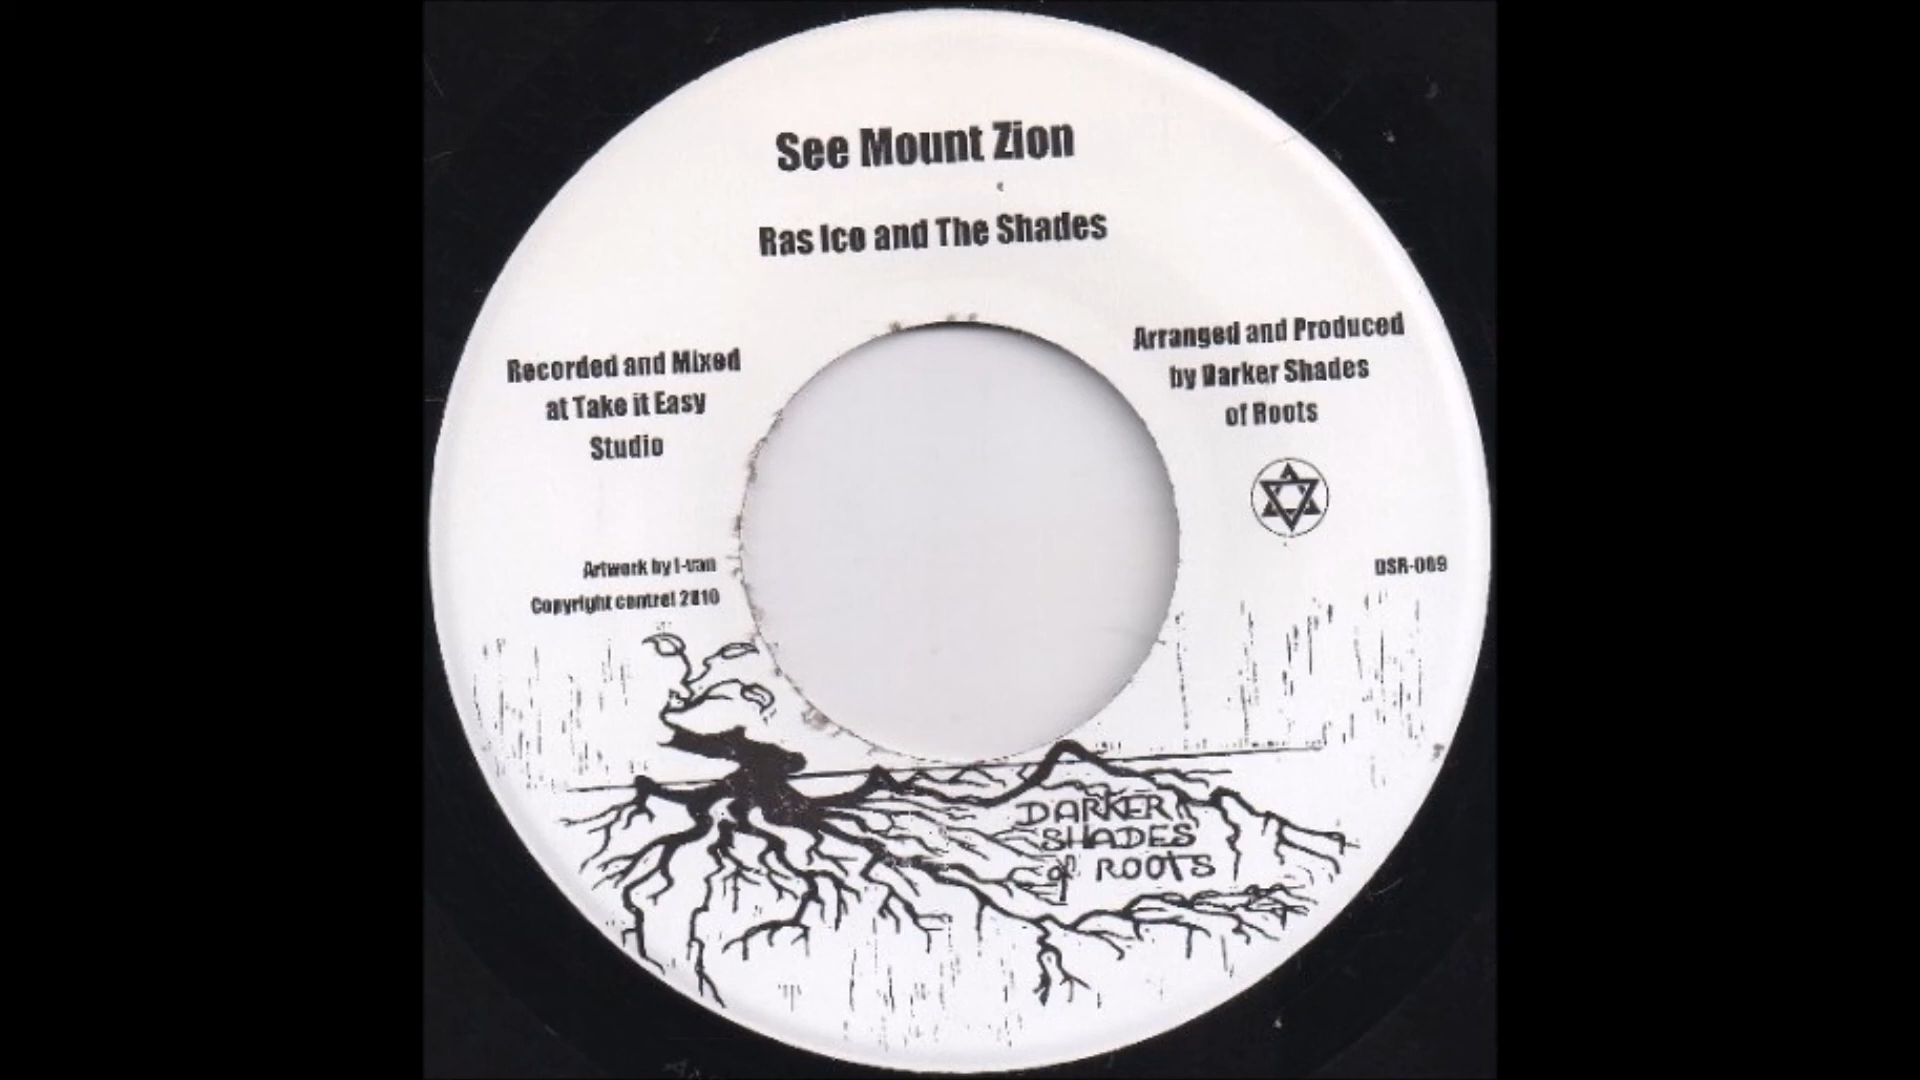 See Mount Zion
Ras Ico and The Shades
Recorded and Mixed
at Take it Easy
Studio
Arranged and Produced
by Darker Shades
of Roots
Artwork by I-van
Copyright control 2010
DSR-009
DARKER
SHADES
of ROOTS